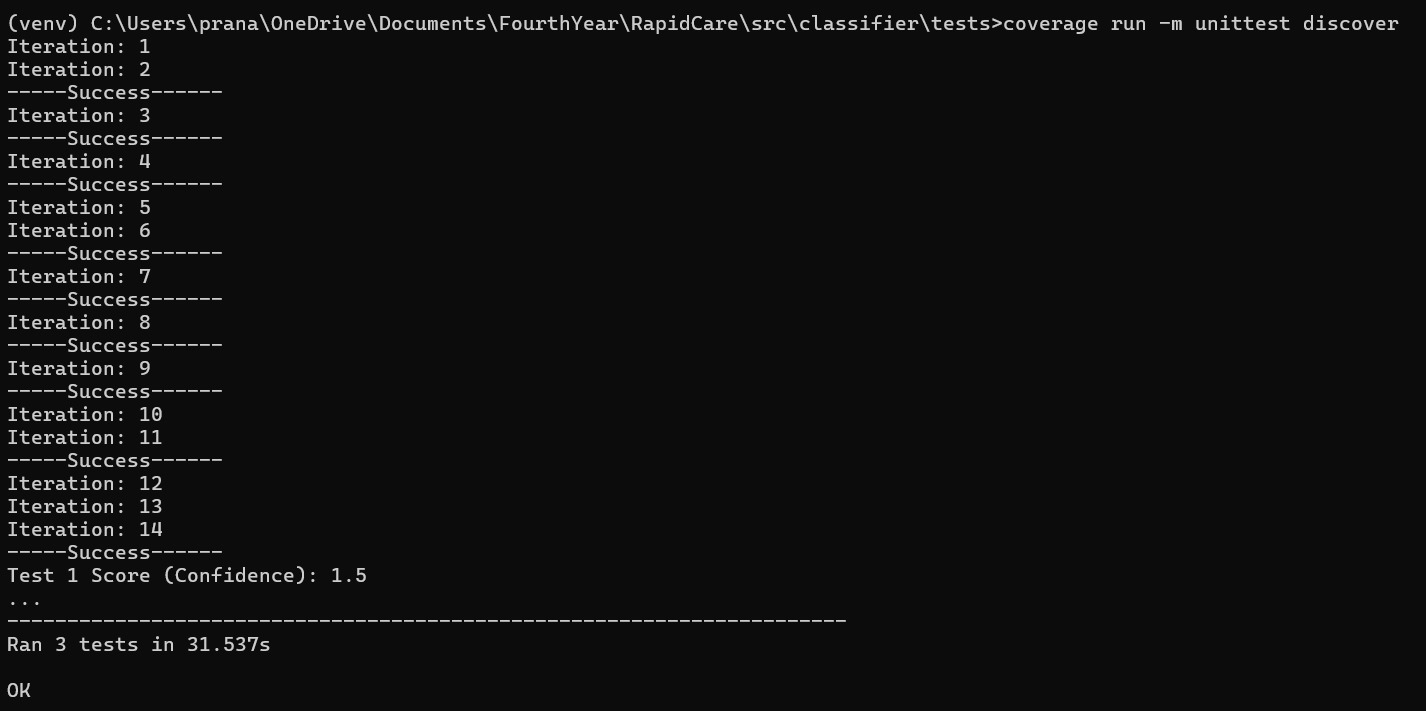 (venv) C:\Users\prana\OneDrive\Documents\FourthYear\RapidCare\src\classifier\tests>coverage run -m unittest discover
Iteration: 1
Iteration: 2
-----Success------
Iteration: 3
-----Success------
Iteration: 4
-----Success------
Iteration: 5
Iteration: 6
-----Success------
Iteration: 7
-----Success------
Iteration: 8
-----Success------
Iteration: 9
-----Success------
Iteration: 10
Iteration: 11
-----Success------
Iteration: 12
Iteration: 13
Iteration: 14
-----Success------
Test 1 Score (Confidence): 1.5
...
----------------------------------------------------------------------
Ran 3 tests in 31.537s
OK